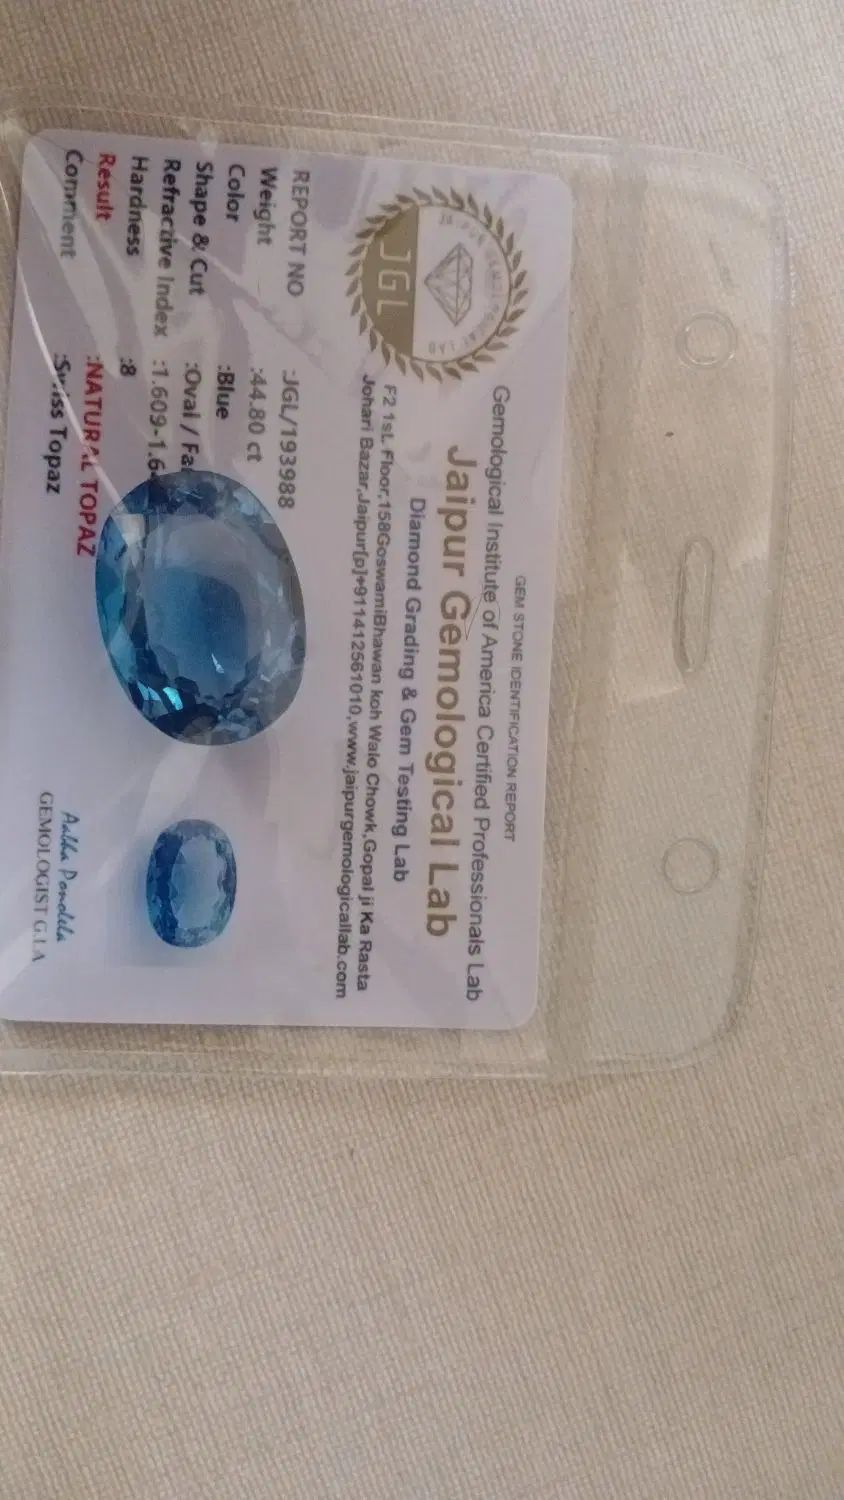 GEM STONE IDENTIFICATION REPORT
Gemological Institute of America Certified Professionals Lab
Jaipur Gemological Lab
Diamond Grading & Gem Testing Lab
F2 1st. Floor,158GoswamiBhawan koh Walo Chowk,Gopal ji Ka Rasta
Johari Bazar,Jaipur[p]+911412561010,www.jaipurgemologicallab.com
JGL
REPORT NO :JGL/193988
Weight :44.80 ct
Color :Blue
Shape & Cut :Oval / Fa
Refractive Index :1.609-1.6
Hardness :8
Result :NATURAL TOPAZ
Comment :Swiss Topaz
GEMOLOGIST G.I.A